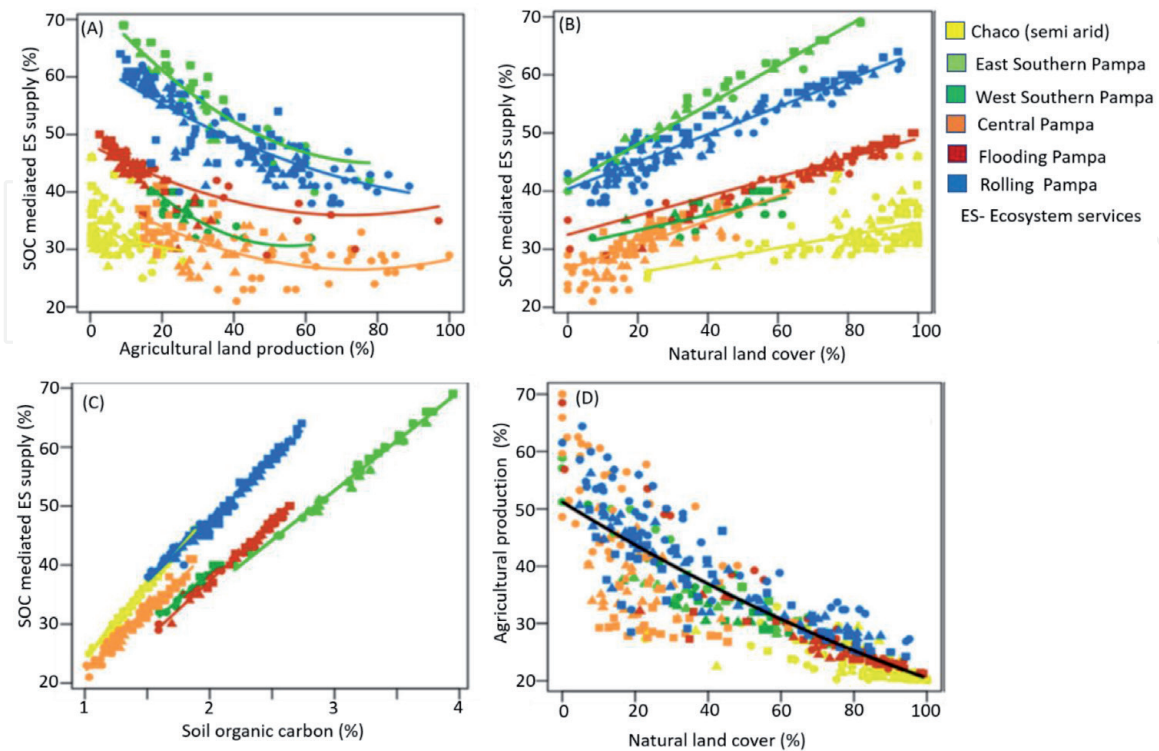 (A)
SOC mediated ES supply (%)
70
60
50
40
30
20
0 20 40 60 80 100
Agricultural land production (%)
(B)
SOC mediated ES supply (%)
70
60
50
40
30
20
0 20 40 60 80 100
Natural land cover (%)
Chaco (semi arid)
East Southern Pampa
West Southern Pampa
Central Pampa
Flooding Pampa
Rolling Pampa
ES- Ecosystem services
(C)
SOC mediated ES supply (%)
70
60
50
40
30
20
1 2 3 4
Soil organic carbon (%)
(D)
Agricultural production (%)
70
60
50
40
30
20
0 20 40 60 80 100
Natural land cover (%)